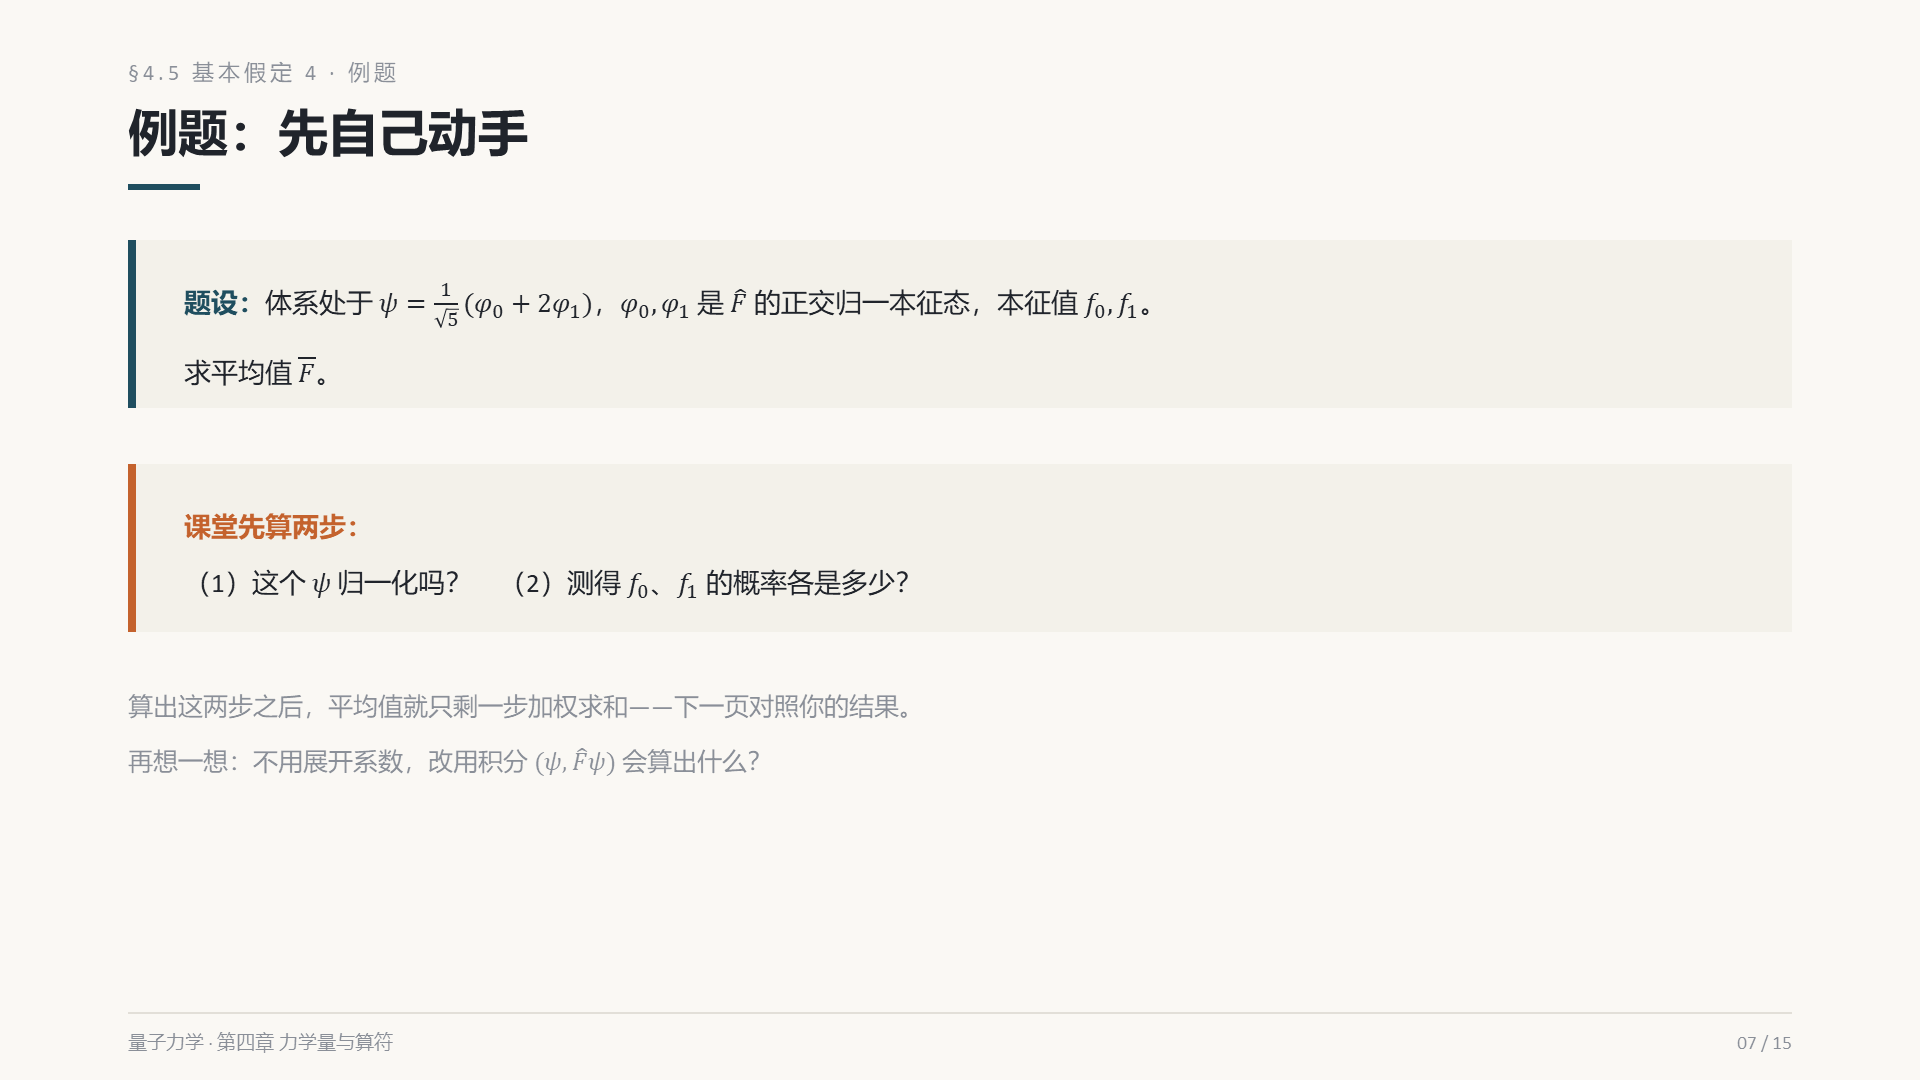 §4.5 基本假定 4 · 例题
例题：先自己动手
题设：体系处于 ψ = 1/√5 (φ₀ + 2φ₁)，φ₀, φ₁ 是 F̂ 的正交归一本征态，本征值 f₀, f₁。
求平均值 F̅。
课堂先算两步：
（1）这个 ψ 归一化吗？ （2）测得 f₀、f₁ 的概率各是多少？
算出这两步之后，平均值就只剩一步加权求和——下一页对照你的结果。
再想一想：不用展开系数，改用积分 (ψ, F̂ψ) 会算出什么？
量子力学 · 第四章 力学量与算符
07 / 15